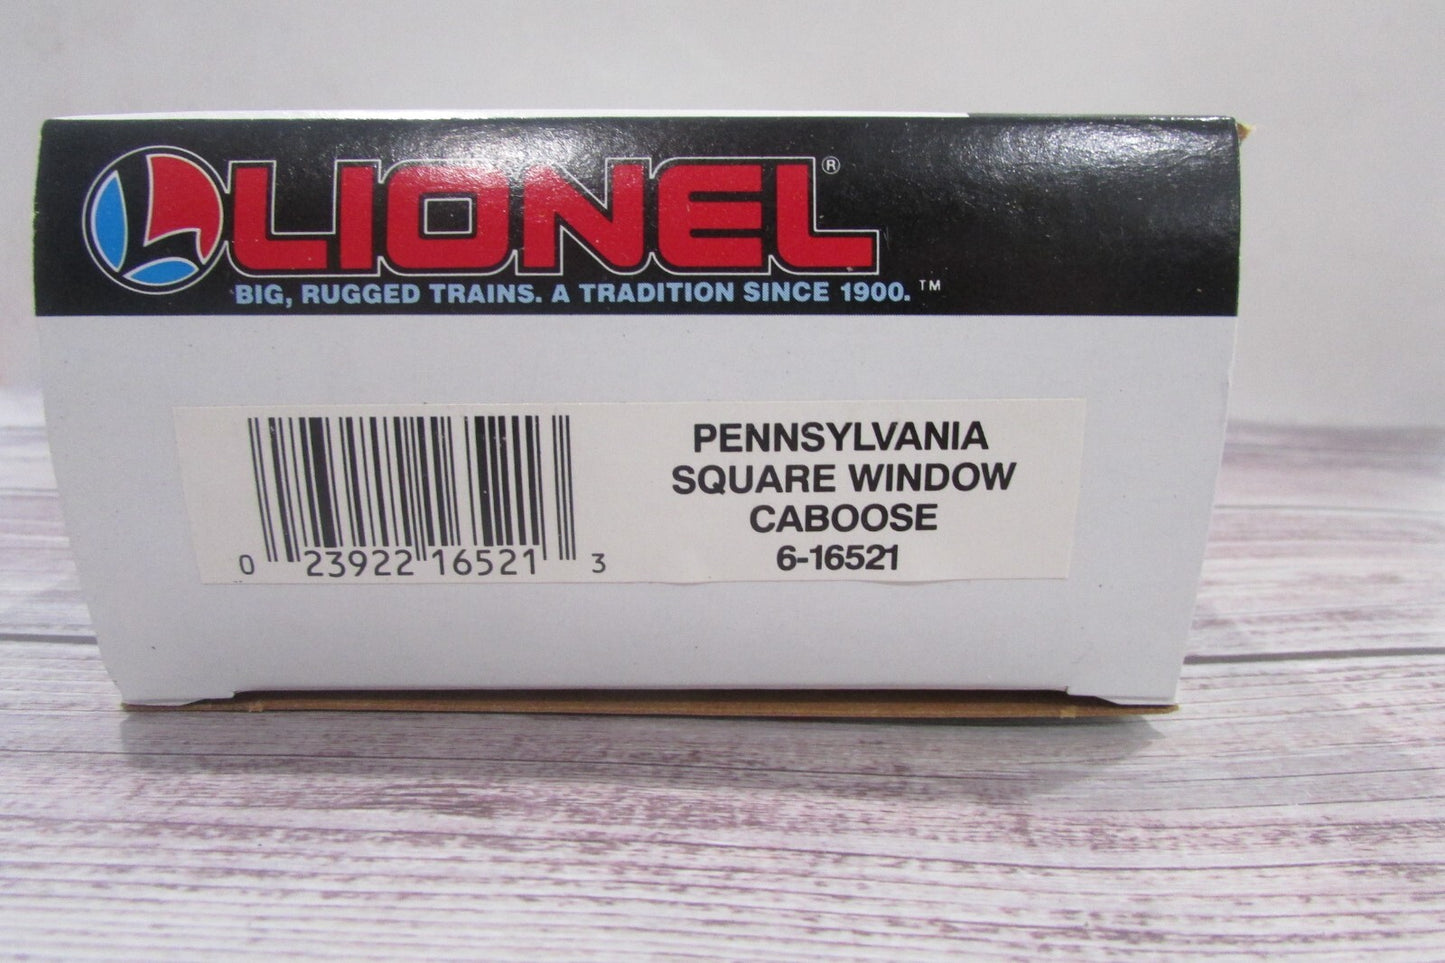 LIONEL®
BIG, RUGGED TRAINS. A TRADITION SINCE 1900.™
PENNSYLVANIA
SQUARE WINDOW
CABOOSE
6-16521
0 23922 16521 3